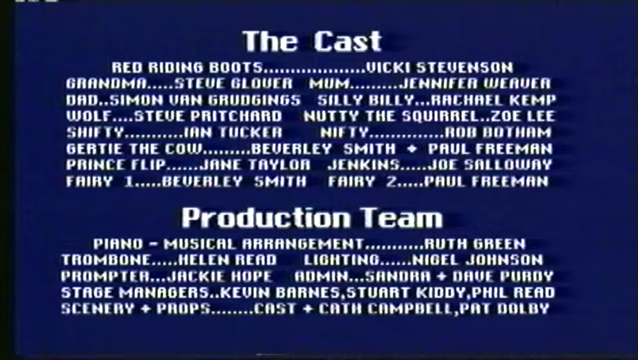 The Cast
RED RIDING BOOTS..................VICKI STEVENSON
GRANDMA.....STEVE GLOVER MUM.........JENNIFER WEAVER
DAD..SIMON VAN GRUDGINGS SILLY BILLY...RACHAEL KEMP
WOLF....STEVE PRITCHARD NUTTY THE SQUIRREL..ZOE LEE
SHIFTY...........IAN TUCKER NIFTY..............ROB BOTHAM
GERTIE THE COW.........BEVERLEY SMITH + PAUL FREEMAN
PRINCE FLIP......JANE TAYLOR JENKINS.....JOE SALLOWAY
FAIRY 1.....BEVERLEY SMITH FAIRY 2.....PAUL FREEMAN
Production Team
PIANO - MUSICAL ARRANGEMENT...........RUTH GREEN
TROMBONE.....HELEN READ LIGHTING......NIGEL JOHNSON
PROMPTER...JACKIE HOPE ADMIN...SANDRA + DAVE PURDY
STAGE MANAGERS..KEVIN BARNES,STUART KIDDY,PHIL READ
SCENERY + PROPS........CAST + CATH CAMPBELL,PAT DOLBY